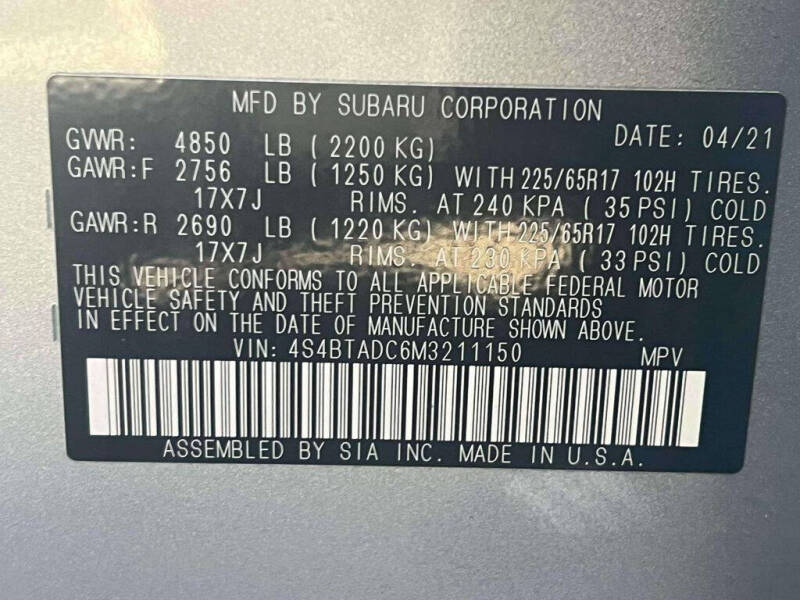 MFD BY SUBARU CORPORATION
GVWR: 4850 LB (2200 KG) DATE: 04/21
GAWR:F 2756 LB (1250 KG) WITH 225/65R17 102H TIRES.
17X7J RIMS. AT 240 KPA (35 PSI) COLD
GAWR:R 2690 LB (1220 KG) WITH 225/65R17 102H TIRES.
17X7J RIMS. AT 230 KPA (33 PSI) COLD
THIS VEHICLE CONFORMS TO ALL APPLICABLE FEDERAL MOTOR
VEHICLE SAFETY AND THEFT PREVENTION STANDARDS
IN EFFECT ON THE DATE OF MANUFACTURE SHOWN ABOVE.
VIN: 4S4BTADC6M3211150 MPV
ASSEMBLED BY SIA INC. MADE IN U.S.A.